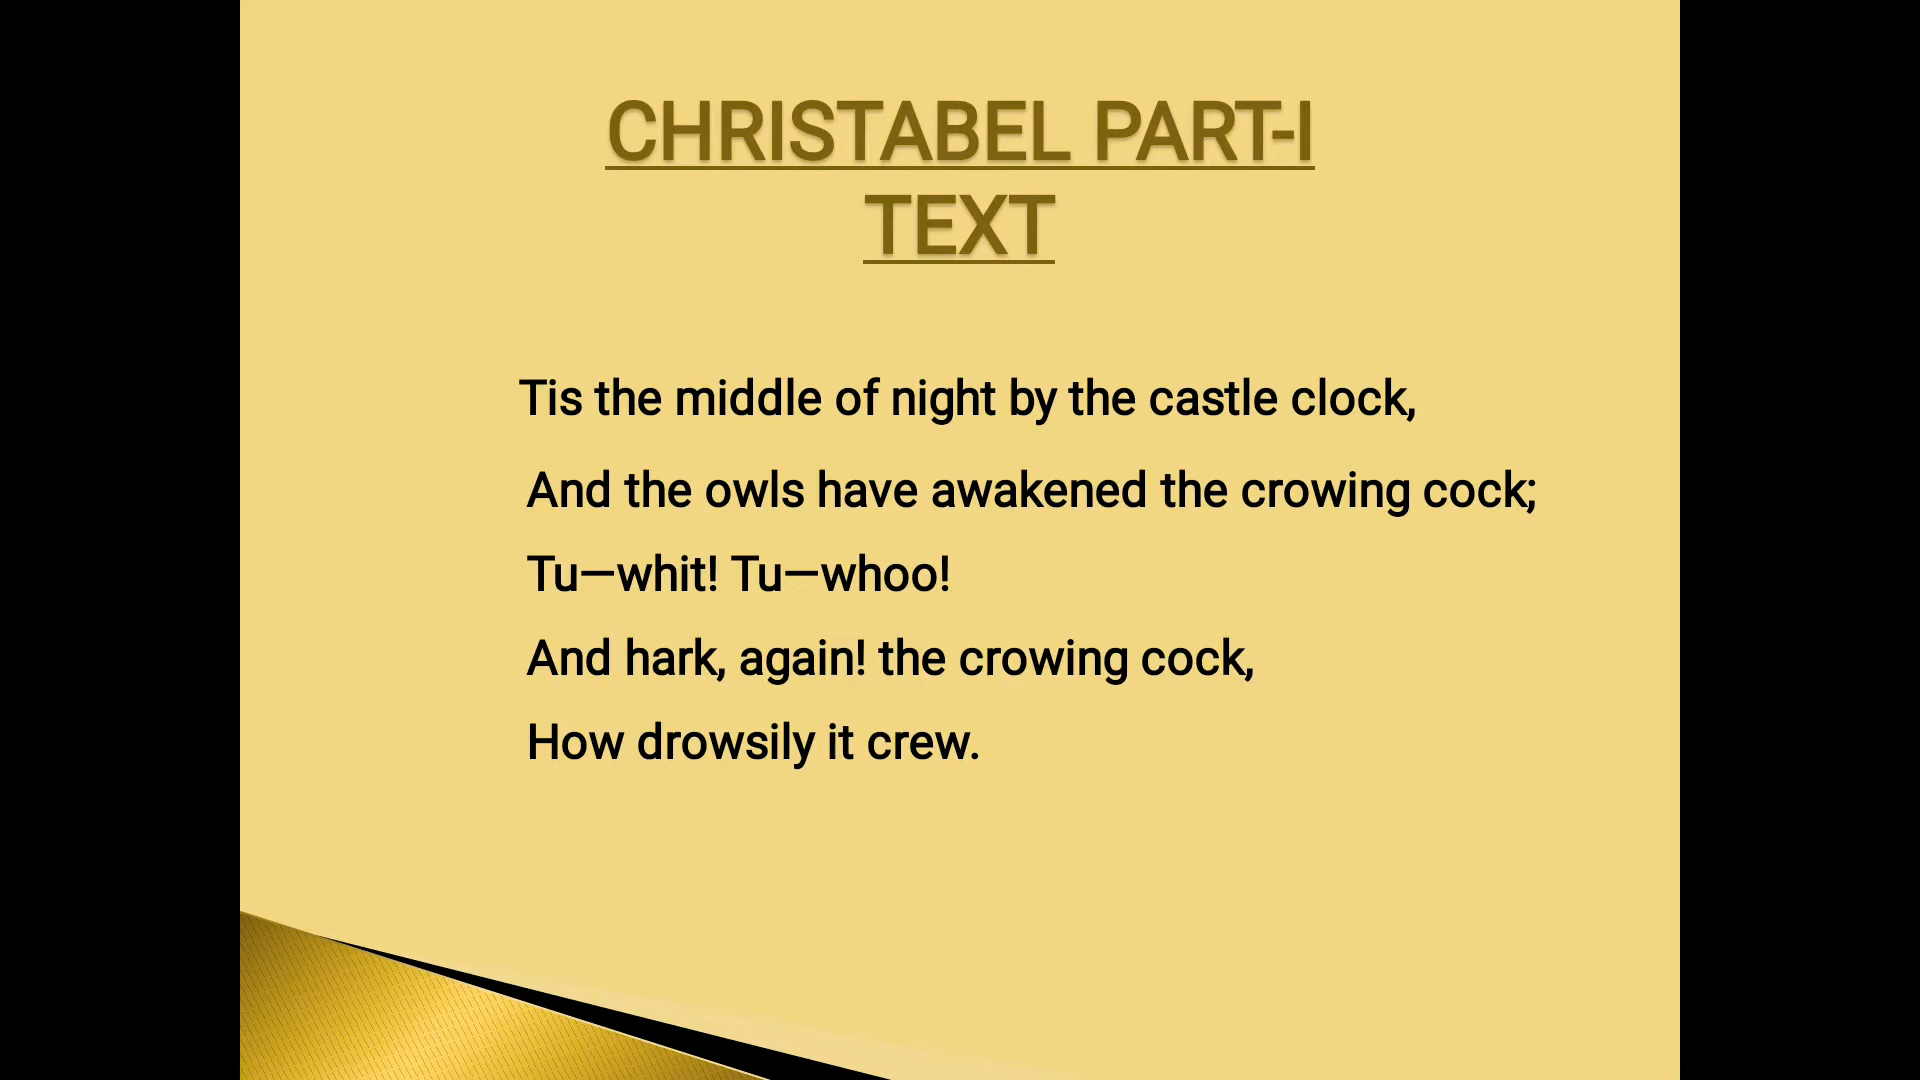 CHRISTABEL PART-I
TEXT
Tis the middle of night by the castle clock,
And the owls have awakened the crowing cock;
Tu—whit! Tu—whoo!
And hark, again! the crowing cock,
How drowsily it crew.